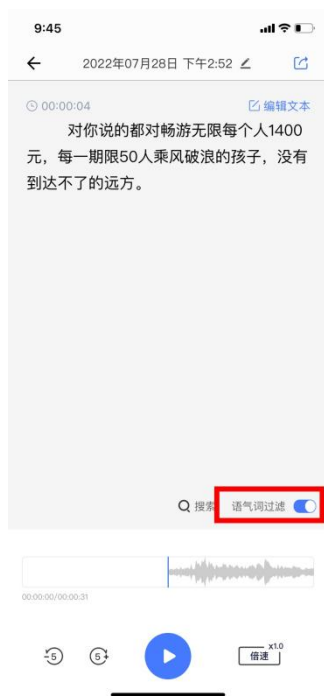 9:45
2022年07月28日 下午2:52
00:00:04 编辑文本
对你说的都对畅游无限每个人1400
元，每一期限50人乘风破浪的孩子，没有
到达不了的远方。
搜索 语气词过滤
00:00:00/00:00:31
-5 5+ 倍速 x1.0